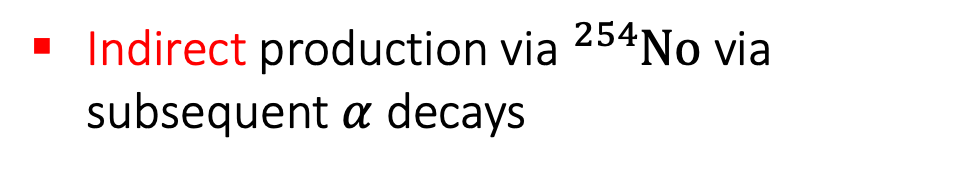 ▪ Indirect production via ²⁵⁴No via
subsequent α decays